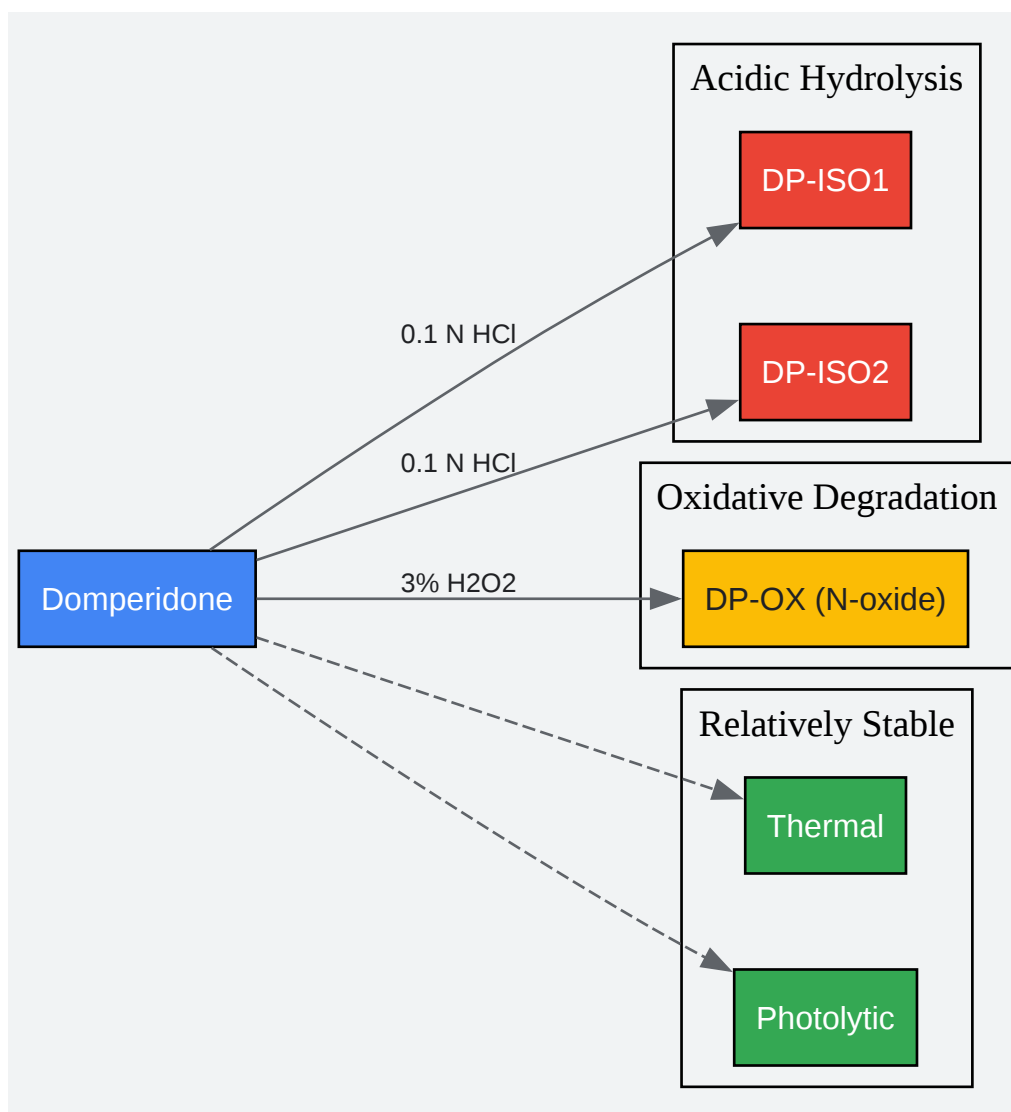 Acidic Hydrolysis
DP-ISO1
0.1 N HCl
DP-ISO2
0.1 N HCl
Oxidative Degradation
Domperidone
3% H2O2
DP-OX (N-oxide)
Relatively Stable
Thermal
Photolytic